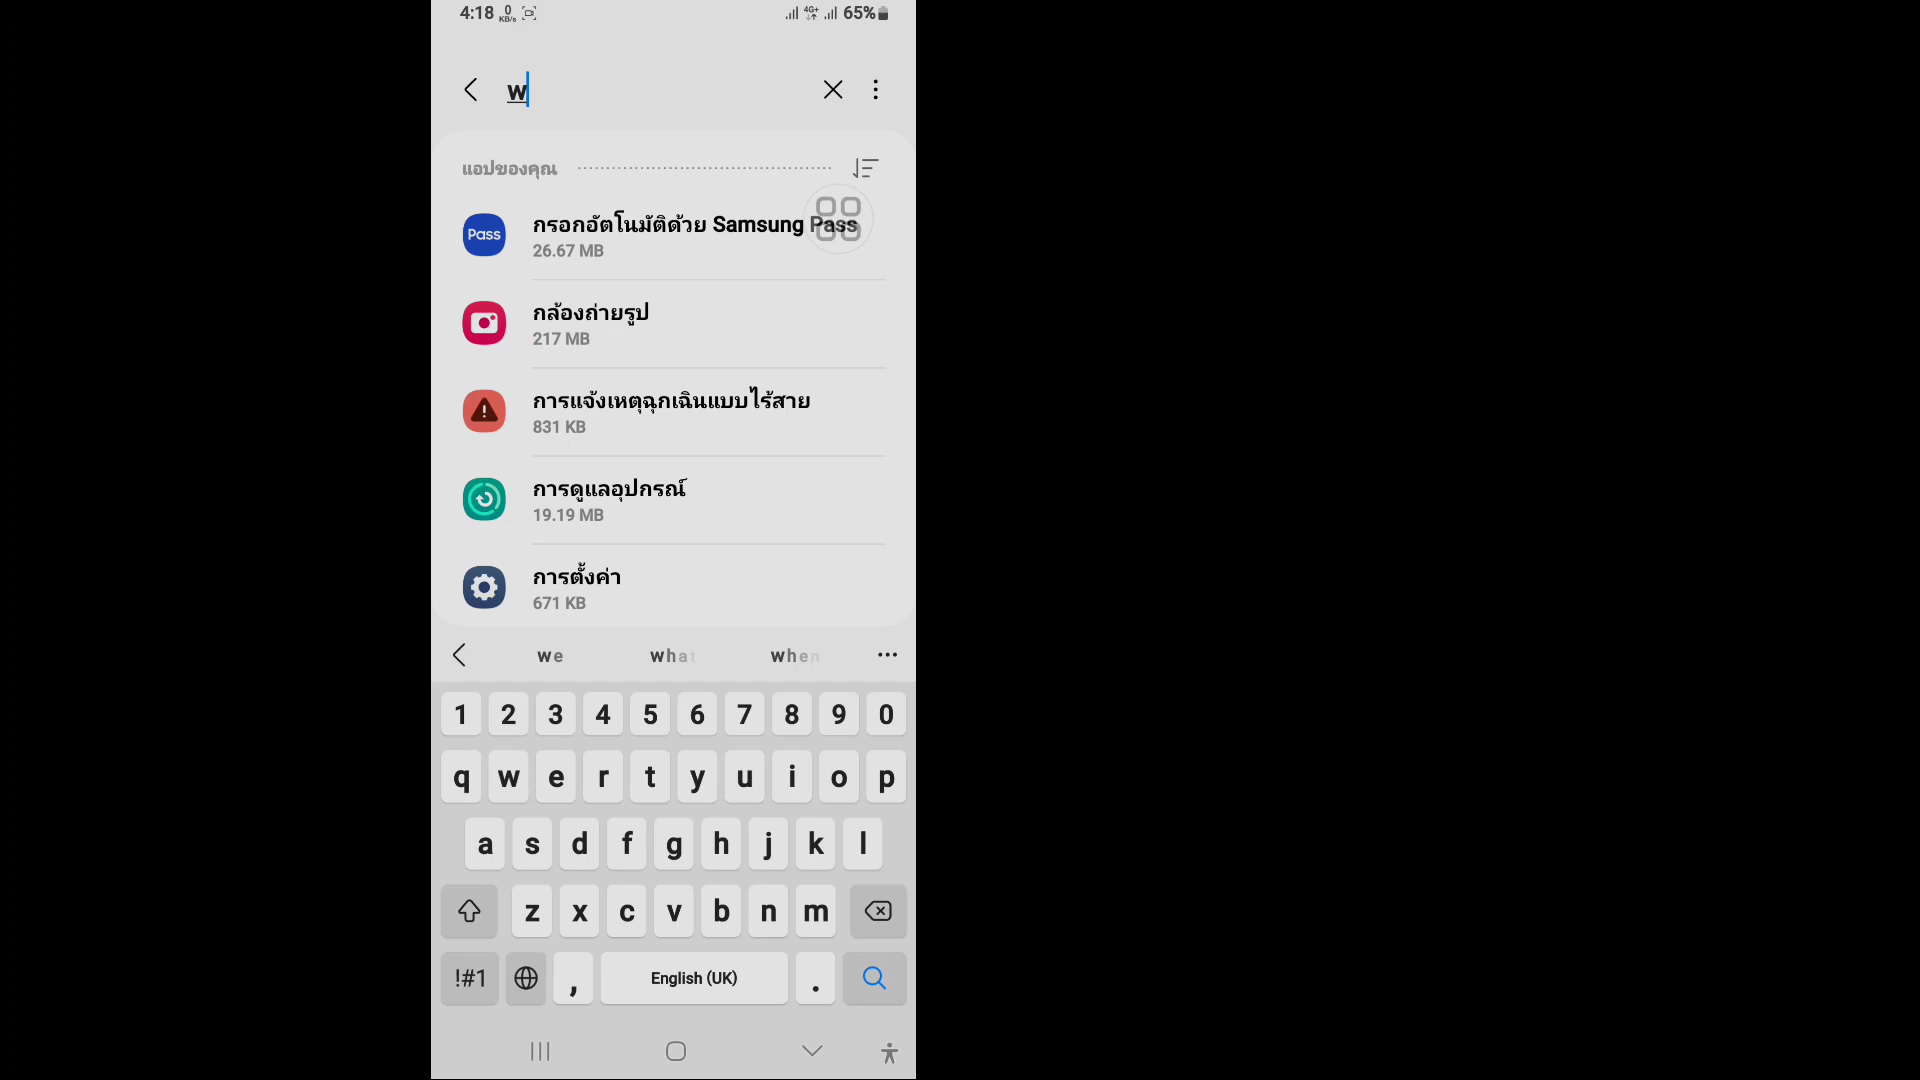 4:18 0 KB/s 4G+ 65%
w
แอปของคุณ
Pass
กรอกอัตโนมัติด้วย Samsung Pass
26.67 MB
กล้องถ่ายรูป
217 MB
การแจ้งเหตุฉุกเฉินแบบไร้สาย
831 KB
การดูแลอุปกรณ์
19.19 MB
การตั้งค่า
671 KB
we what when
1 2 3 4 5 6 7 8 9 0
q w e r t y u i o p
a s d f g h j k l
z x c v b n m
!#1 , English (UK) .